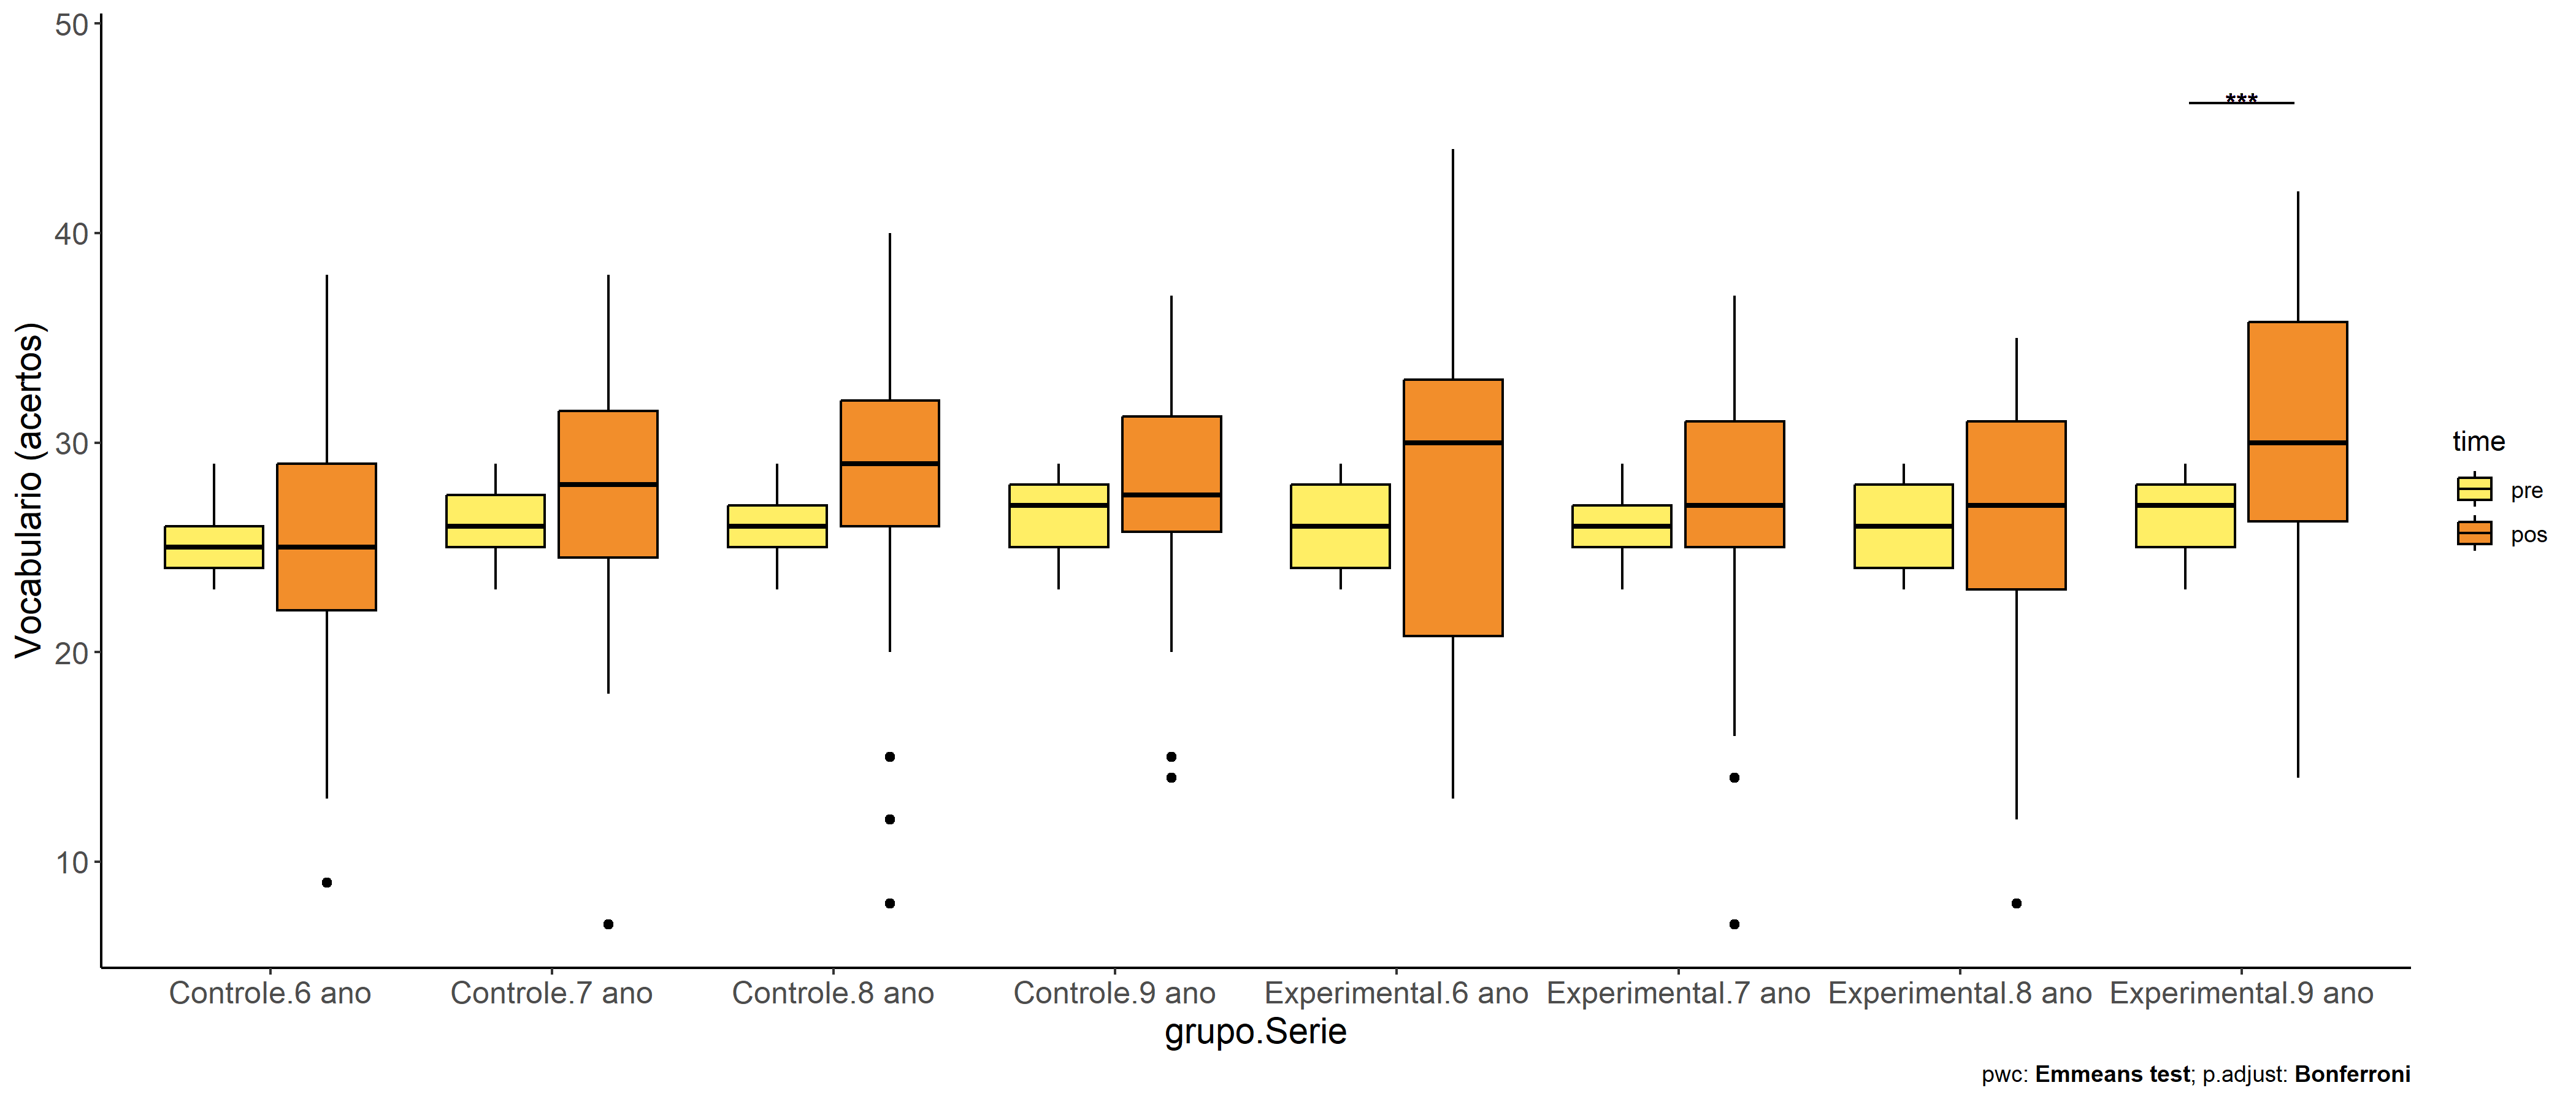 50
40
30
20
10
Vocabulario (acertos)
***
Controle.6 ano
Controle.7 ano
Controle.8 ano
Controle.9 ano
Experimental.6 ano
Experimental.7 ano
Experimental.8 ano
Experimental.9 ano
grupo.Serie
time
pre
pos
pwc: Emmeans test; p.adjust: Bonferroni